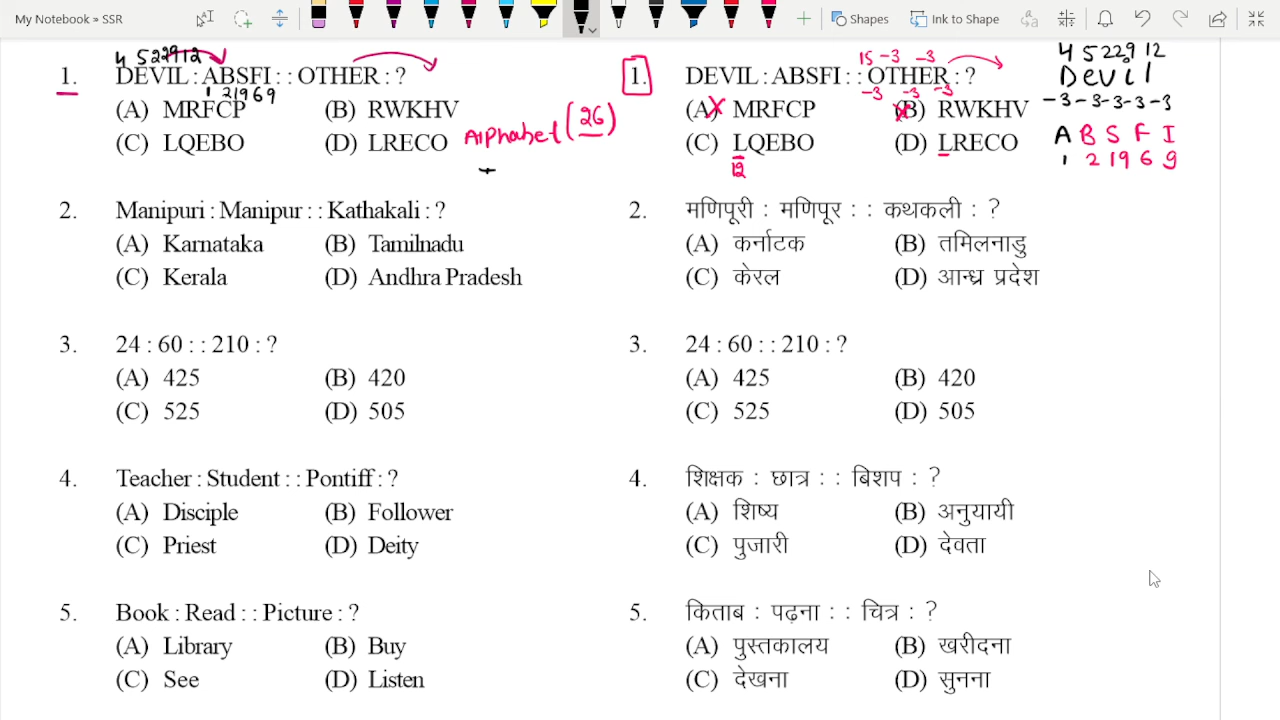 My Notebook » SSR
Shapes
Ink to Shape
4 5 22 9 12
1. DEVIL : ABSFI : : OTHER : ?
1 2 19 6 9
(A) MRFCP (B) RWKHV
(C) LQEBO (D) LRECO
Alphabet (26)
2. Manipuri : Manipur : : Kathakali : ?
(A) Karnataka (B) Tamilnadu
(C) Kerala (D) Andhra Pradesh
3. 24 : 60 : : 210 : ?
(A) 425 (B) 420
(C) 525 (D) 505
4. Teacher : Student : : Pontiff : ?
(A) Disciple (B) Follower
(C) Priest (D) Deity
5. Book : Read : : Picture : ?
(A) Library (B) Buy
(C) See (D) Listen
15 -3 -3
1. DEVIL : ABSFI : : OTHER : ?
-3 -3 -3
(A) MRFCP (B) RWKHV
(C) LQEBO (D) LRECO
12
4 5 22 9 12
Devil
-3-3-3-3-3
A B S F I
1 2 19 6 9
2. मणिपूरी : मणिपूर : : कथकली : ?
(A) कर्नाटक (B) तमिलनाडु
(C) केरल (D) आन्ध्र प्रदेश
3. 24 : 60 : : 210 : ?
(A) 425 (B) 420
(C) 525 (D) 505
4. शिक्षक : छात्र : : बिशप : ?
(A) शिष्य (B) अनुयायी
(C) पुजारी (D) देवता
5. किताब : पढ़ना : : चित्र : ?
(A) पुस्तकालय (B) खरीदना
(C) देखना (D) सुनना